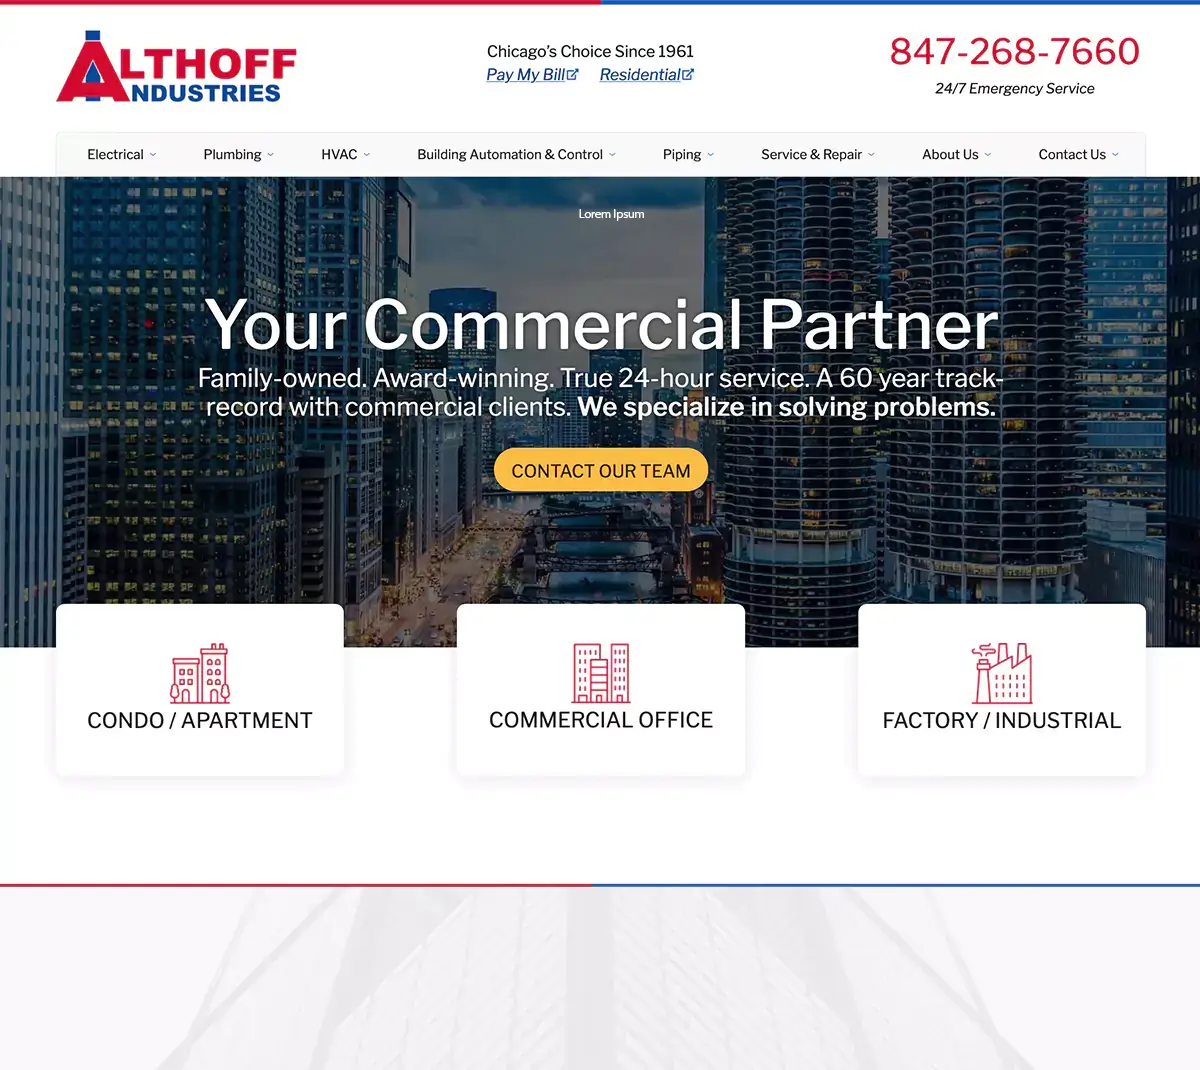 ALTHOFF
INDUSTRIES
Chicago's Choice Since 1961
Pay My Bill Residential
847-268-7660
24/7 Emergency Service
Electrical Plumbing HVAC Building Automation & Control Piping Service & Repair About Us Contact Us
Lorem Ipsum
Your Commercial Partner
Family-owned. Award-winning. True 24-hour service. A 60 year track-
record with commercial clients. We specialize in solving problems.
CONTACT OUR TEAM
CONDO / APARTMENT
COMMERCIAL OFFICE
FACTORY / INDUSTRIAL